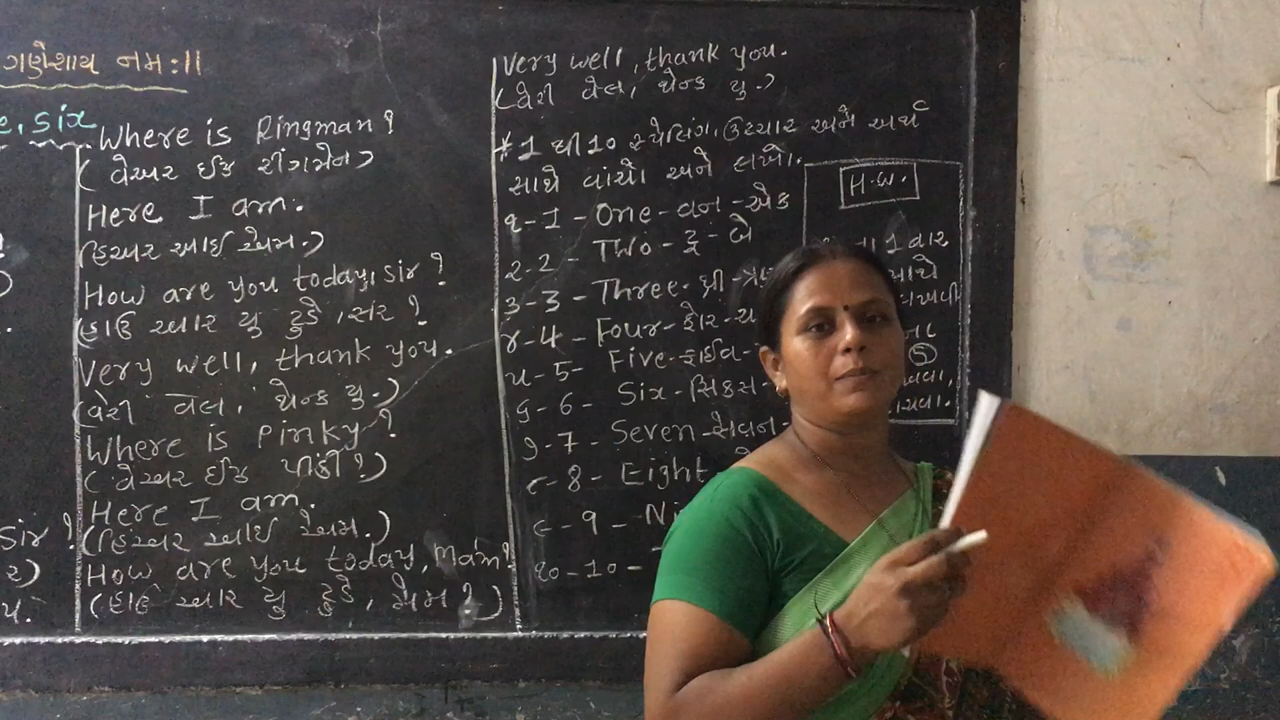 ગણેશાય નમ:॥
e, six
Where is Ringman?
(વેઅર ઈઝ રીંગમેન)
Here I am.
(હિઅર આઈ એમ.)
How are you today, sir?
(હાઉ આર યુ ટુડે, સર?
Very well, thank you.
(વેરી વેલ, થેન્ક યુ.)
Where is Pinky?
(વેઅર ઈઝ પીંકી?)
Here I am.
(હિઅર આઈ એમ.)
How are you today, Mam?
(હાઉ આર યુ ટુડે, મેમ?)
Sir?
ર)
Very well, thank you.
(વેરી વેલ, થેન્ક યુ.)
* 1 થી 10 સ્પેલિંગ, ઉચ્ચાર અને અર્થ
સાથે વાંચો અને લખો.
૧-1 - One - વન - એક
૨-2 - Two - ટુ - બે
૩-3 - Three - થ્રી - ત્રણ
૪-4 - Four - ફોર - ચ
૫-5 - Five - ફાઈવ -
૬-6 - Six - સિક્સ -
૭-7 - Seven - સેવન -
૮-8 - Eight
૯-9 - Ni
૧૦-10 -
H.W.
1 વાર
સાથે
5